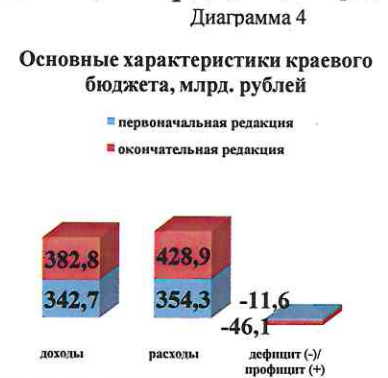 Диаграмма 4
Основные характеристики краевого
бюджета, млрд. рублей
первоначальная редакция
окончательная редакция
382,8
428,9
342,7
354,3
-11,6
-46,1
доходы
расходы
дефицит (-)/
профицит (+)